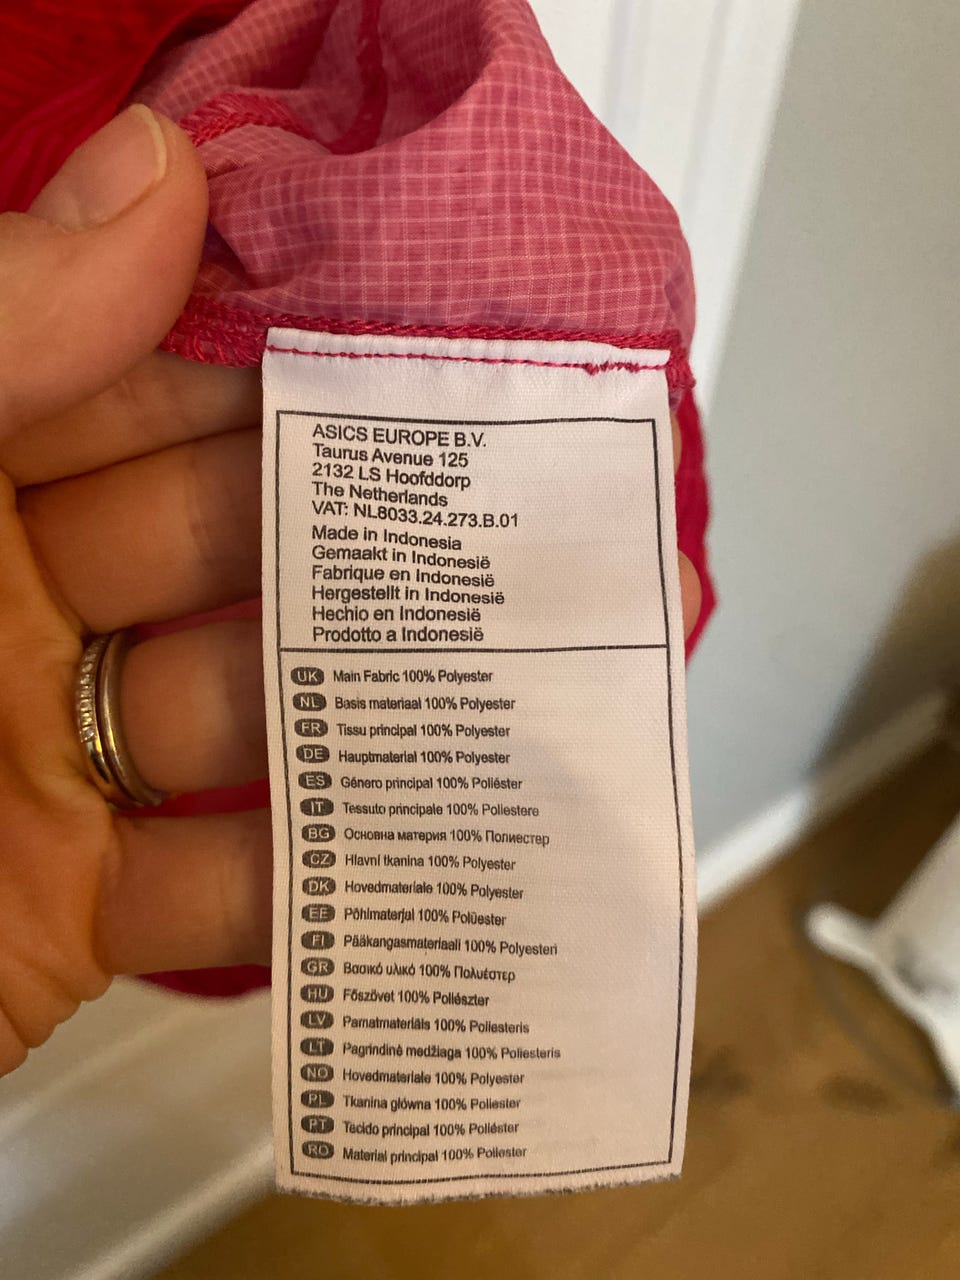 ASICS EUROPE B.V.
Taurus Avenue 125
2132 LS Hoofddorp
The Netherlands
VAT: NL8033.24.273.B.01
Made in Indonesia
Gemaakt in Indonesië
Fabrique en Indonesië
Hergestellt in Indonesië
Hechio en Indonesië
Prodotto a Indonesië
UK Main Fabric 100% Polyester
NL Basis materiaal 100% Polyester
FR Tissu principal 100% Polyester
DE Hauptmaterial 100% Polyester
ES Género principal 100% Poliéster
IT Tessuto principale 100% Poliestere
BG Основна материя 100% Полиестер
CZ Hlavní tkanina 100% Polyester
DK Hovedmateriale 100% Polyester
EE Põhimaterjal 100% Polüester
FI Pääkangasmateriaali 100% Polyesteri
GR Βασικό υλικό 100% Πολυέστερ
HU Főszövet 100% Poliészter
LV Pamatmateriāls 100% Poliesteris
LT Pagrindinė medžiaga 100% Poliesteris
NO Hovedmateriale 100% Polyester
PL Tkanina główna 100% Poliester
PT Tecido principal 100% Poliéster
RO Material principal 100% Poliester